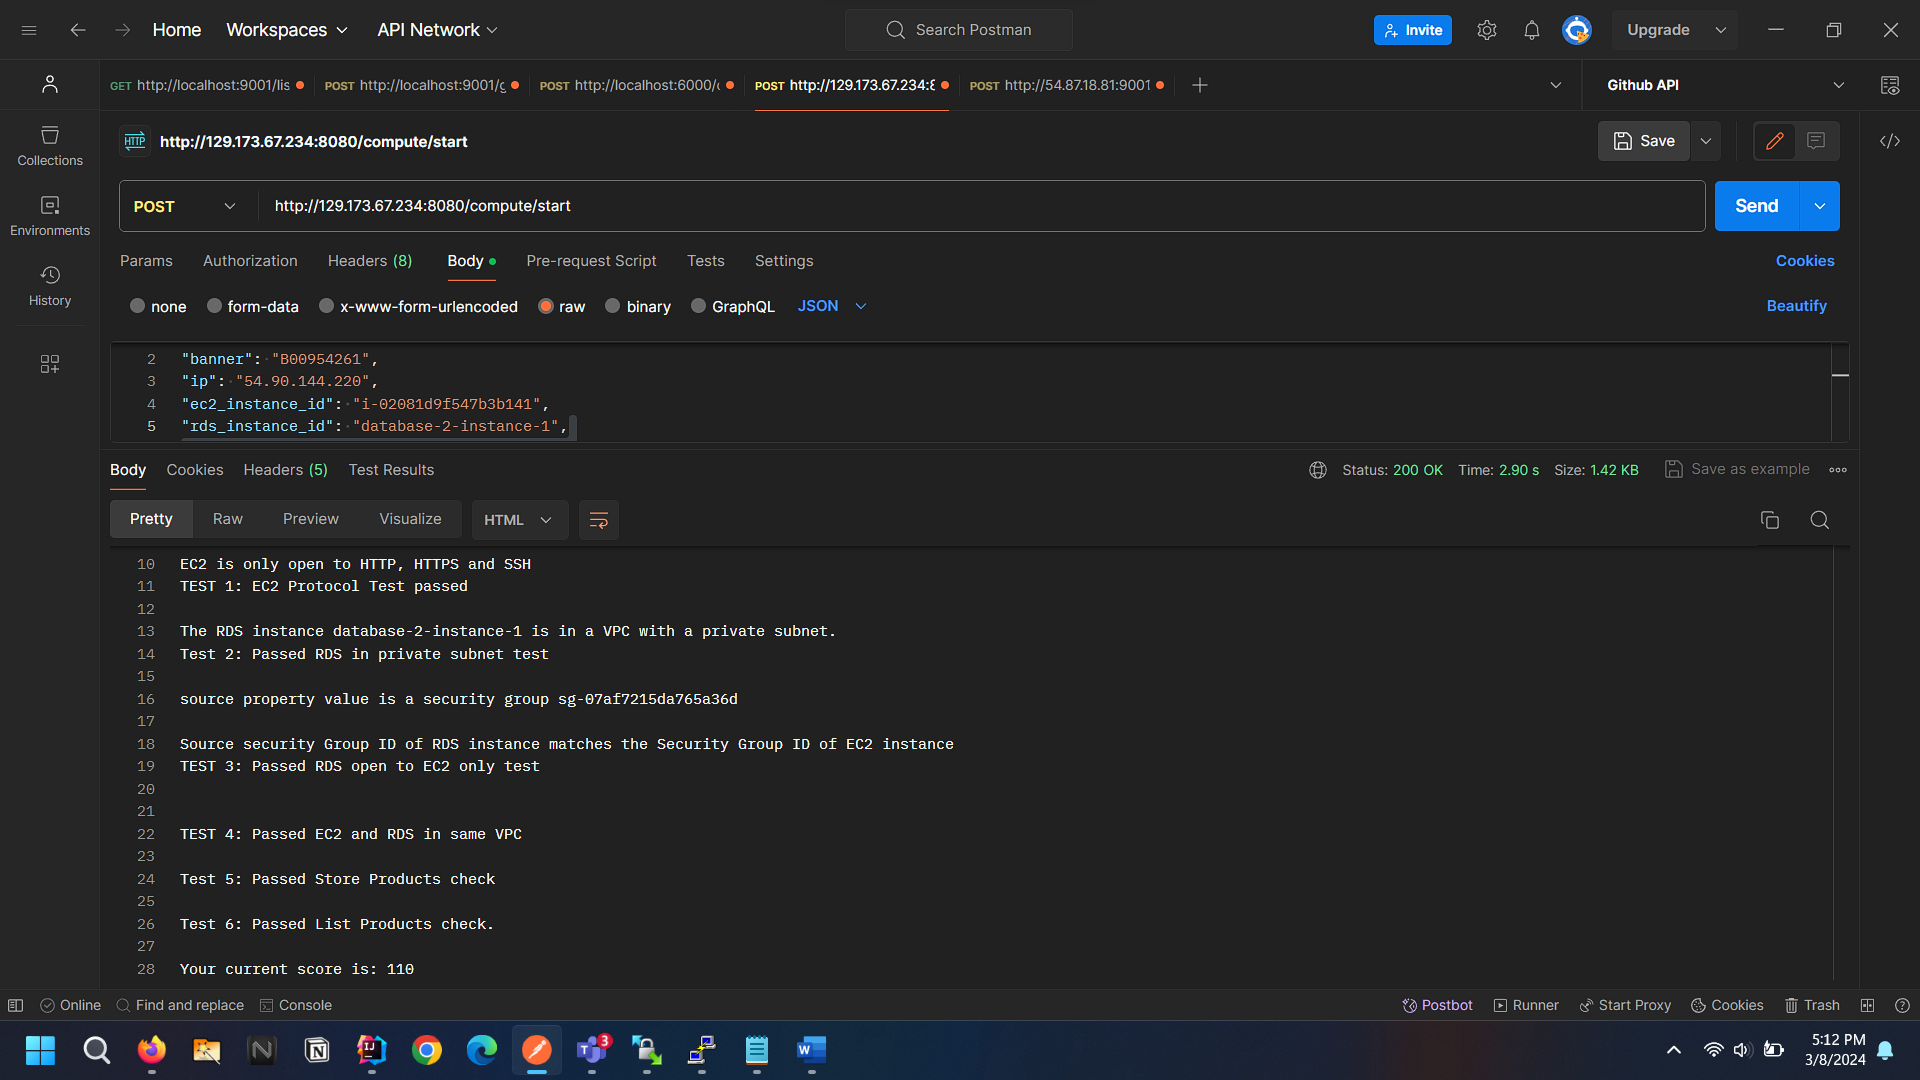 Home Workspaces API Network Search Postman Invite Upgrade
GET http://localhost:9001/lis POST http://localhost:9001/g POST http://localhost:6000/c POST http://129.173.67.234:8 POST http://54.87.18.81:9001 Github API
HTTP http://129.173.67.234:8080/compute/start Save
Collections
POST http://129.173.67.234:8080/compute/start Send
Environments
Params Authorization Headers (8) Body Pre-request Script Tests Settings Cookies
History
none form-data x-www-form-urlencoded raw binary GraphQL JSON Beautify
2 "banner": "B00954261",
3 "ip": "54.90.144.220",
4 "ec2_instance_id": "i-02081d9f547b3b141",
5 "rds_instance_id": "database-2-instance-1",
Body Cookies Headers (5) Test Results Status: 200 OK Time: 2.90 s Size: 1.42 KB Save as example
Pretty Raw Preview Visualize HTML
10 EC2 is only open to HTTP, HTTPS and SSH
11 TEST 1: EC2 Protocol Test passed
12
13 The RDS instance database-2-instance-1 is in a VPC with a private subnet.
14 Test 2: Passed RDS in private subnet test
15
16 source property value is a security group sg-07af7215da765a36d
17
18 Source security Group ID of RDS instance matches the Security Group ID of EC2 instance
19 TEST 3: Passed RDS open to EC2 only test
20
21
22 TEST 4: Passed EC2 and RDS in same VPC
23
24 Test 5: Passed Store Products check
25
26 Test 6: Passed List Products check.
27
28 Your current score is: 110
Online Find and replace Console Postbot Runner Start Proxy Cookies Trash
3 5:12 PM
3/8/2024